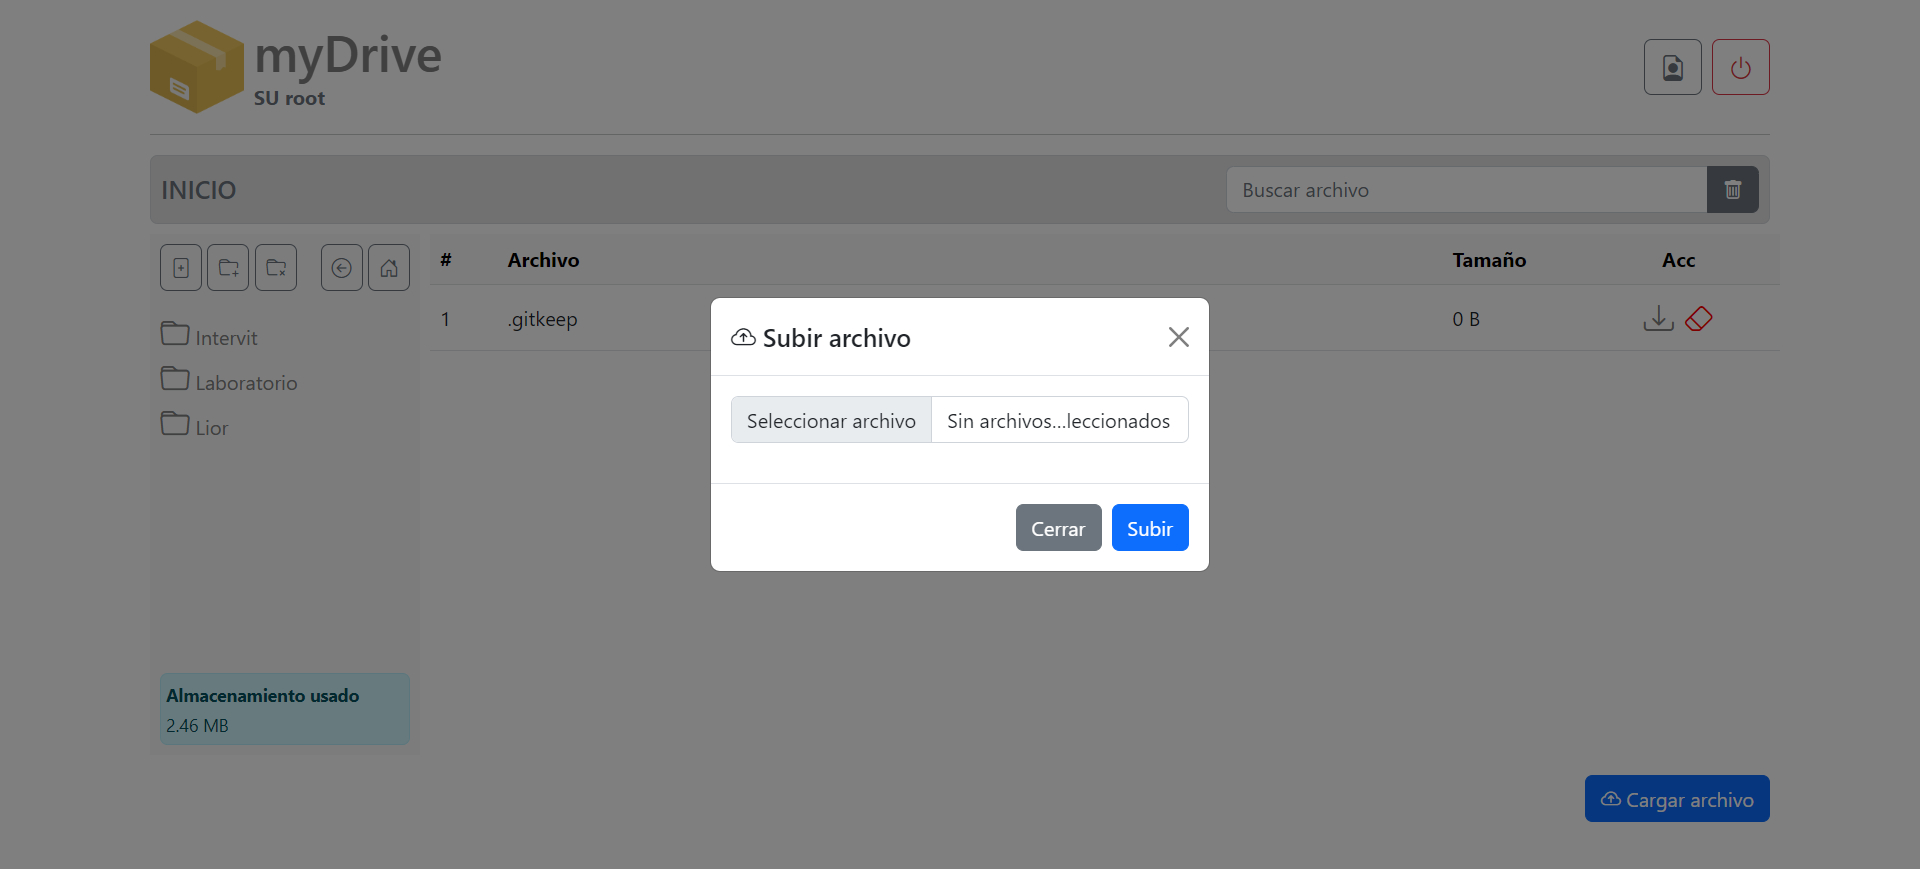 myDrive
SU root
INICIO
Buscar archivo
# Archivo Tamaño Acc
1 .gitkeep 0 B
Intervit
Laboratorio
Lior
Subir archivo
Seleccionar archivo Sin archivos...leccionados
Cerrar Subir
Almacenamiento usado
2.46 MB
Cargar archivo